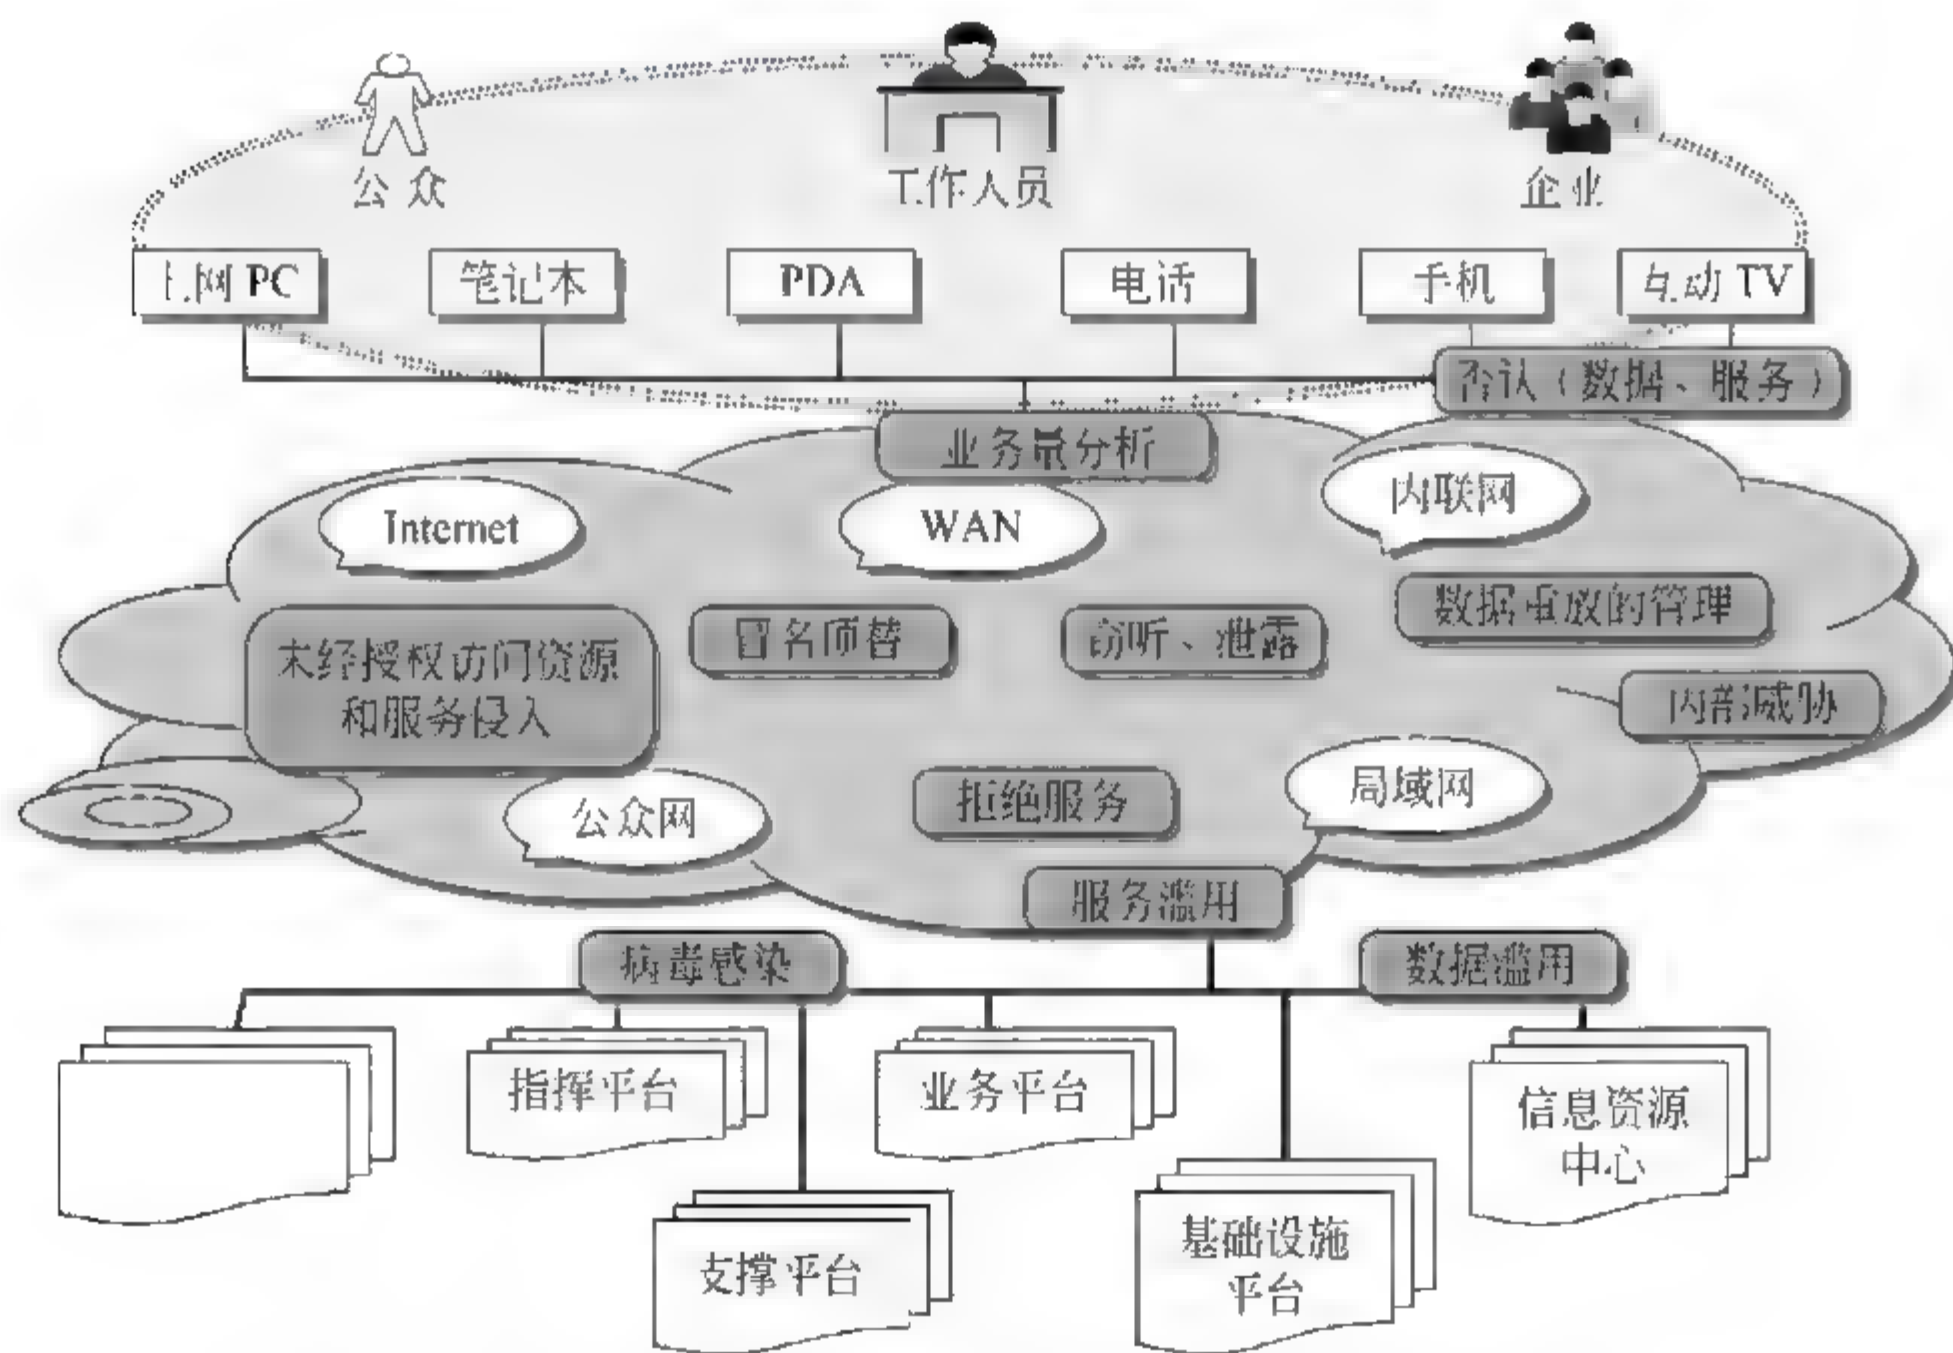 公众
工作人员
企业
上网 PC
笔记本
PDA
电话
手机
互动 TV
否认（数据、服务）
业务量分析
Internet
WAN
内联网
数据重放的管理
未经授权访问资源
和服务侵入
冒名顶替
窃听、泄露
内部威胁
公众网
拒绝服务
局域网
服务滥用
病毒感染
数据滥用
指挥平台
业务平台
信息资源
中心
支撑平台
基础设施
平台